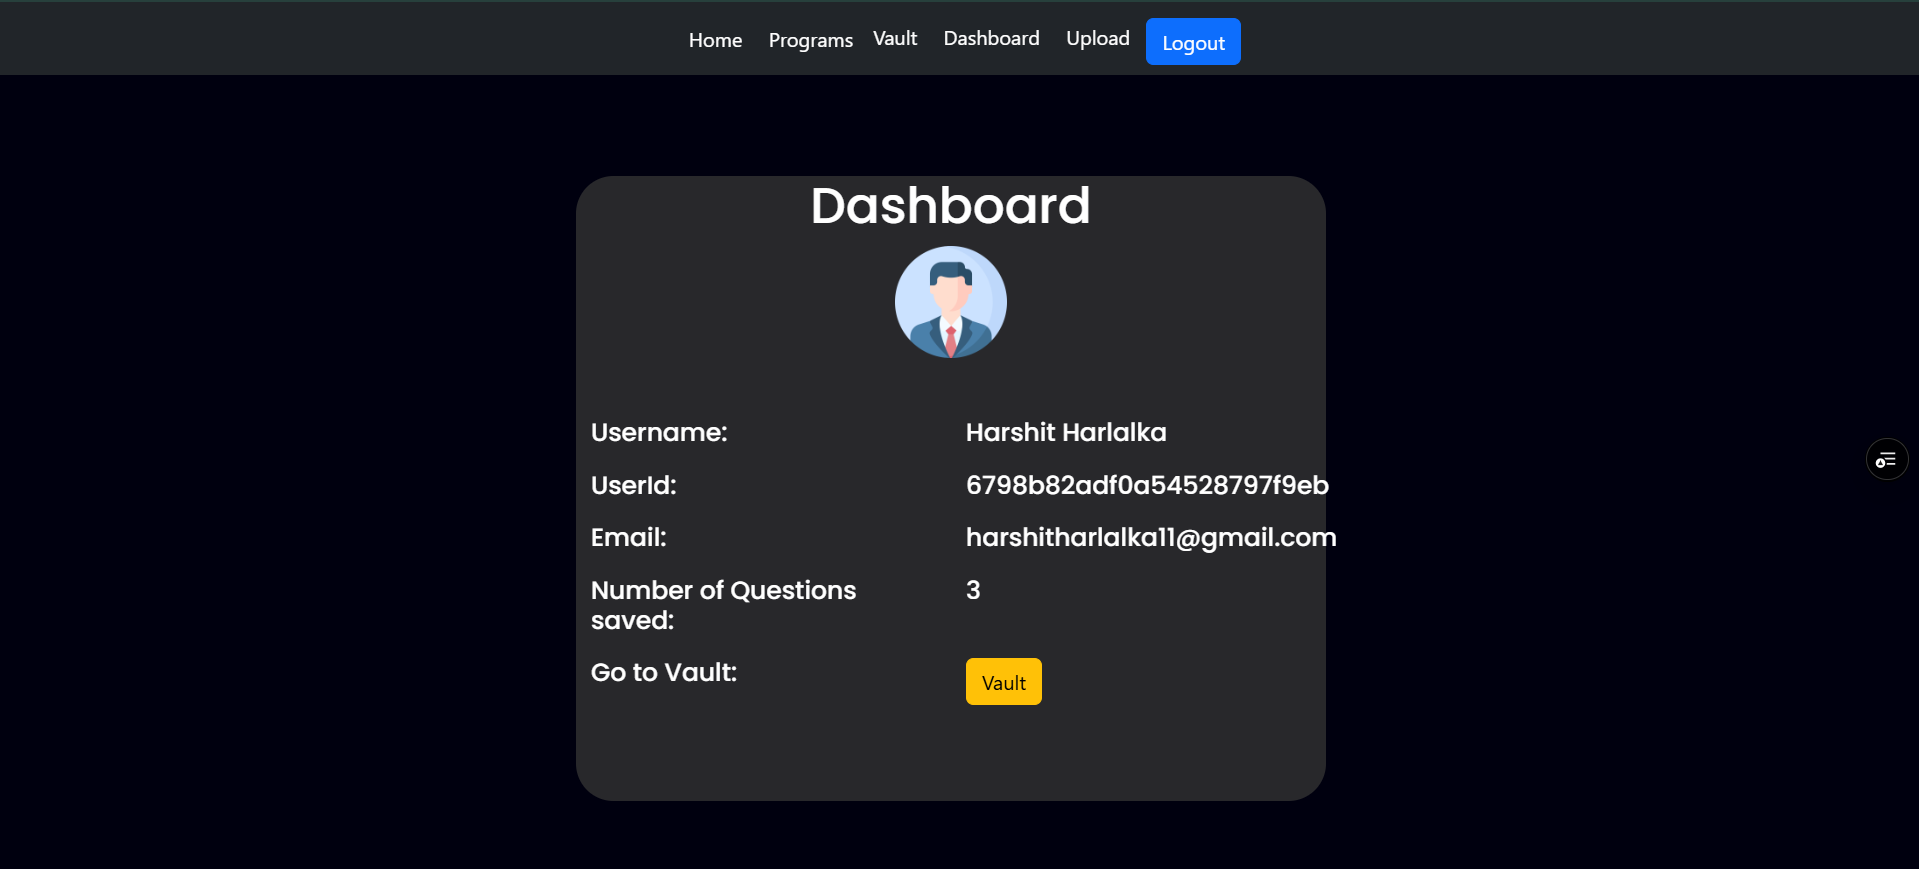 Home Programs Vault Dashboard Upload Logout
Dashboard
Username: Harshit Harlalka
UserId: 6798b82adf0a54528797f9eb
Email: harshitharlalka11@gmail.com
Number of Questions 3
saved:
Go to Vault: Vault